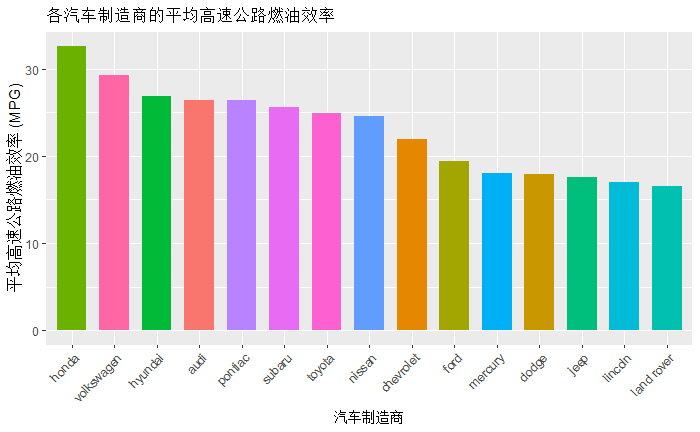 各汽车制造商的平均高速公路燃油效率
平均高速公路燃油效率 (MPG)
30
20
10
0
honda
volkswagen
hyundai
audi
pontiac
subaru
toyota
nissan
chevrolet
ford
mercury
dodge
jeep
lincoln
land rover
汽车制造商